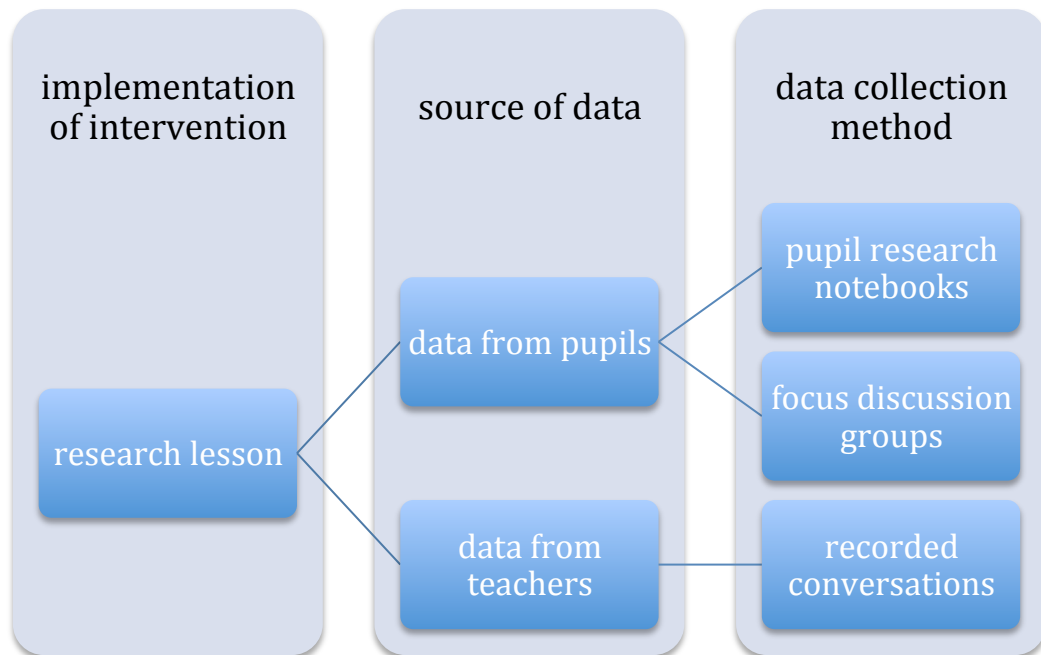 implementation
of intervention
source of data
data collection
method
research lesson
data from pupils
data from
teachers
pupil research
notebooks
focus discussion
groups
recorded
conversations